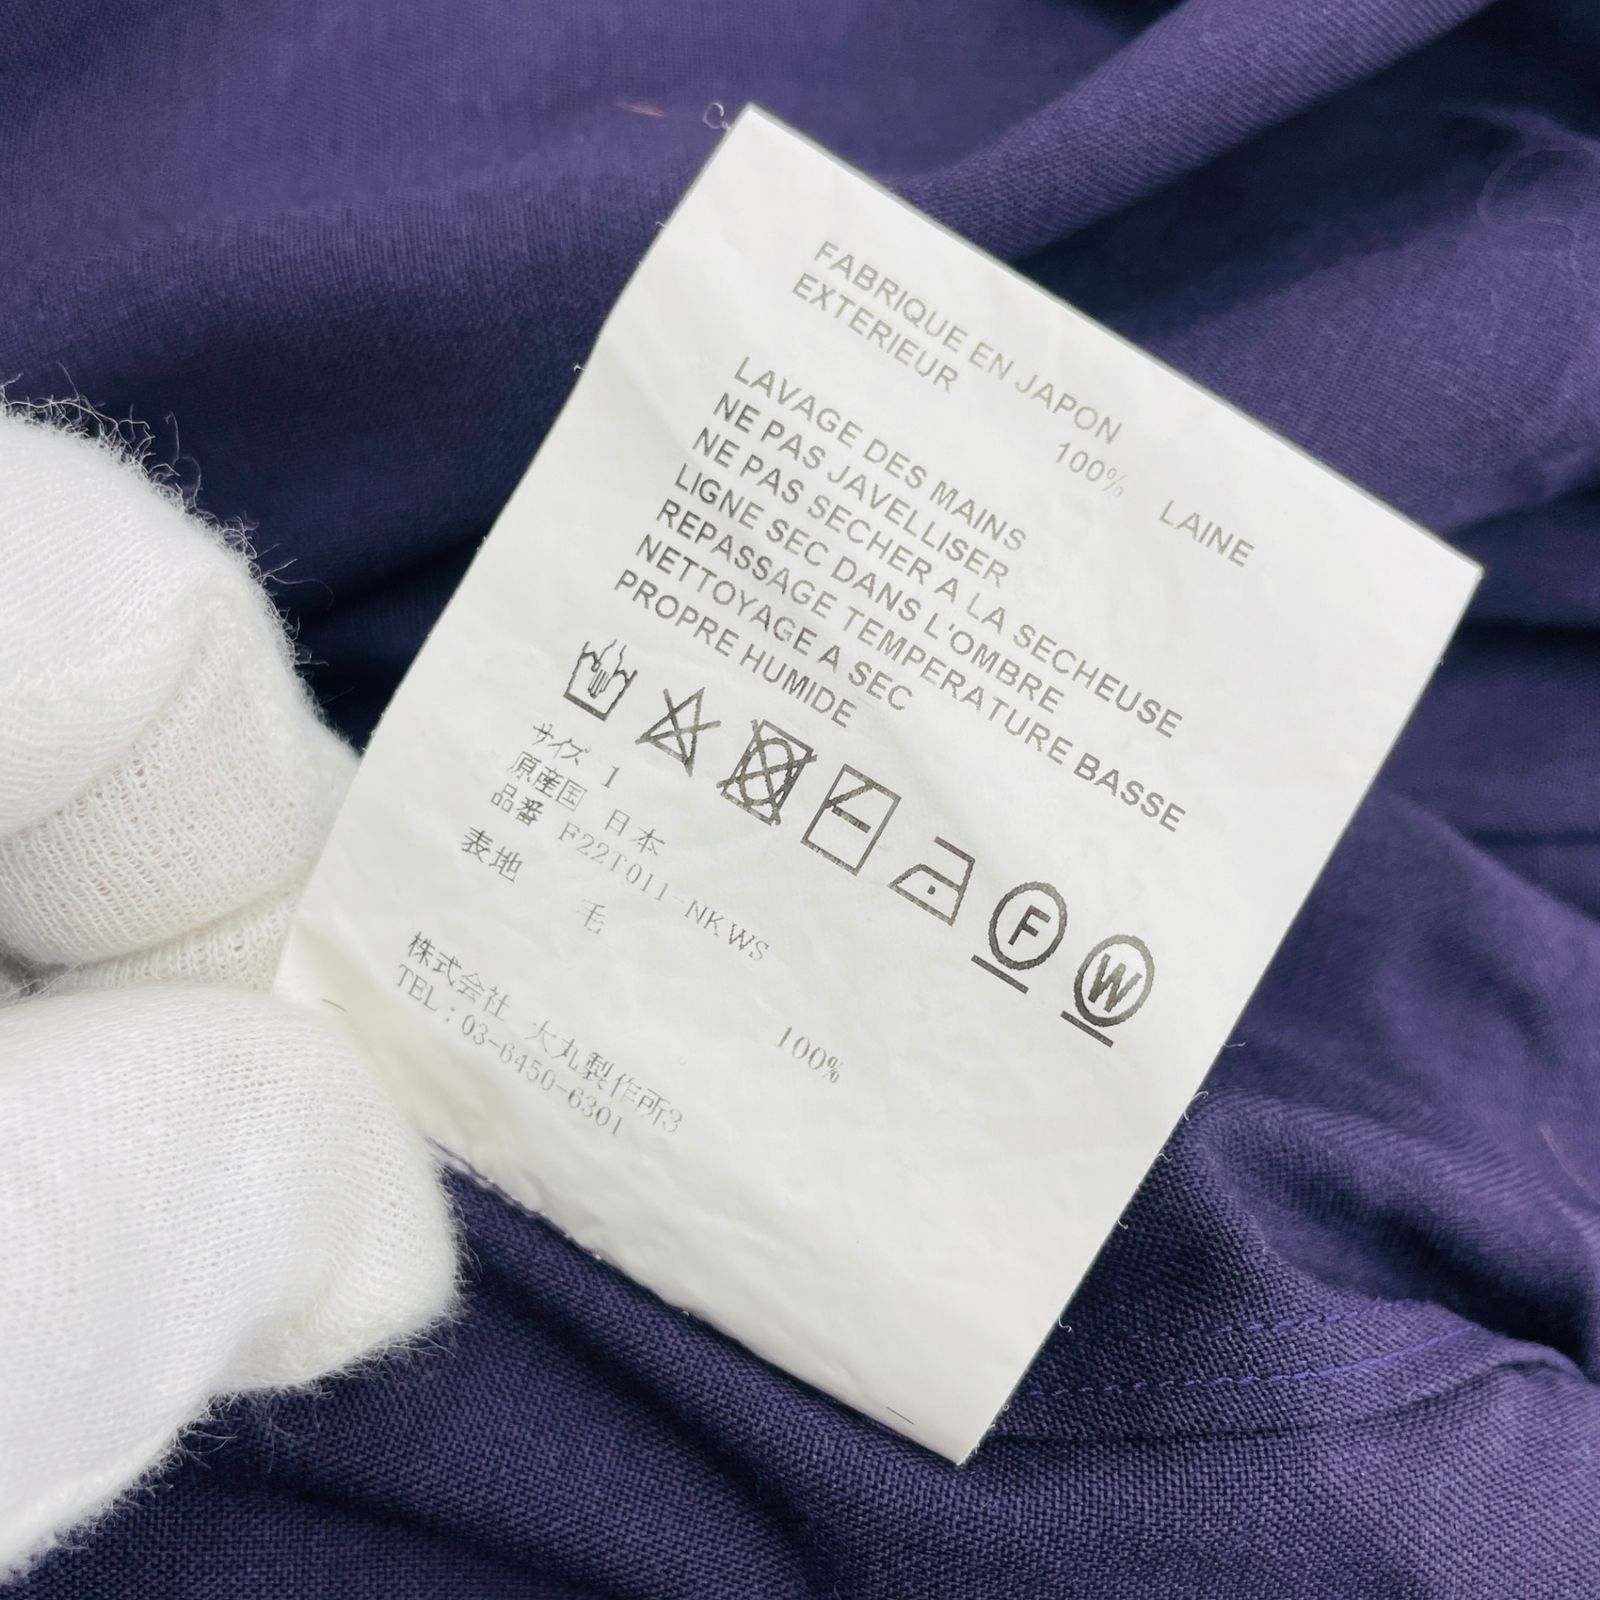 FABRIQUE EN JAPON
EXTERIEUR 100% LAINE
LAVAGE DES MAINS
NE PAS JAVELLISER
NE PAS SECHER A LA SECHEUSE
LIGNE SEC DANS L'OMBRE
REPASSAGE TEMPERATURE BASSE
NETTOYAGE A SEC
PROPRE HUMIDE
F W
サイズ 1
原産国 日本
品番 F22T011-NKWS
表地
毛 100%
株式会社 大丸製作所3
TEL:03-6450-6301